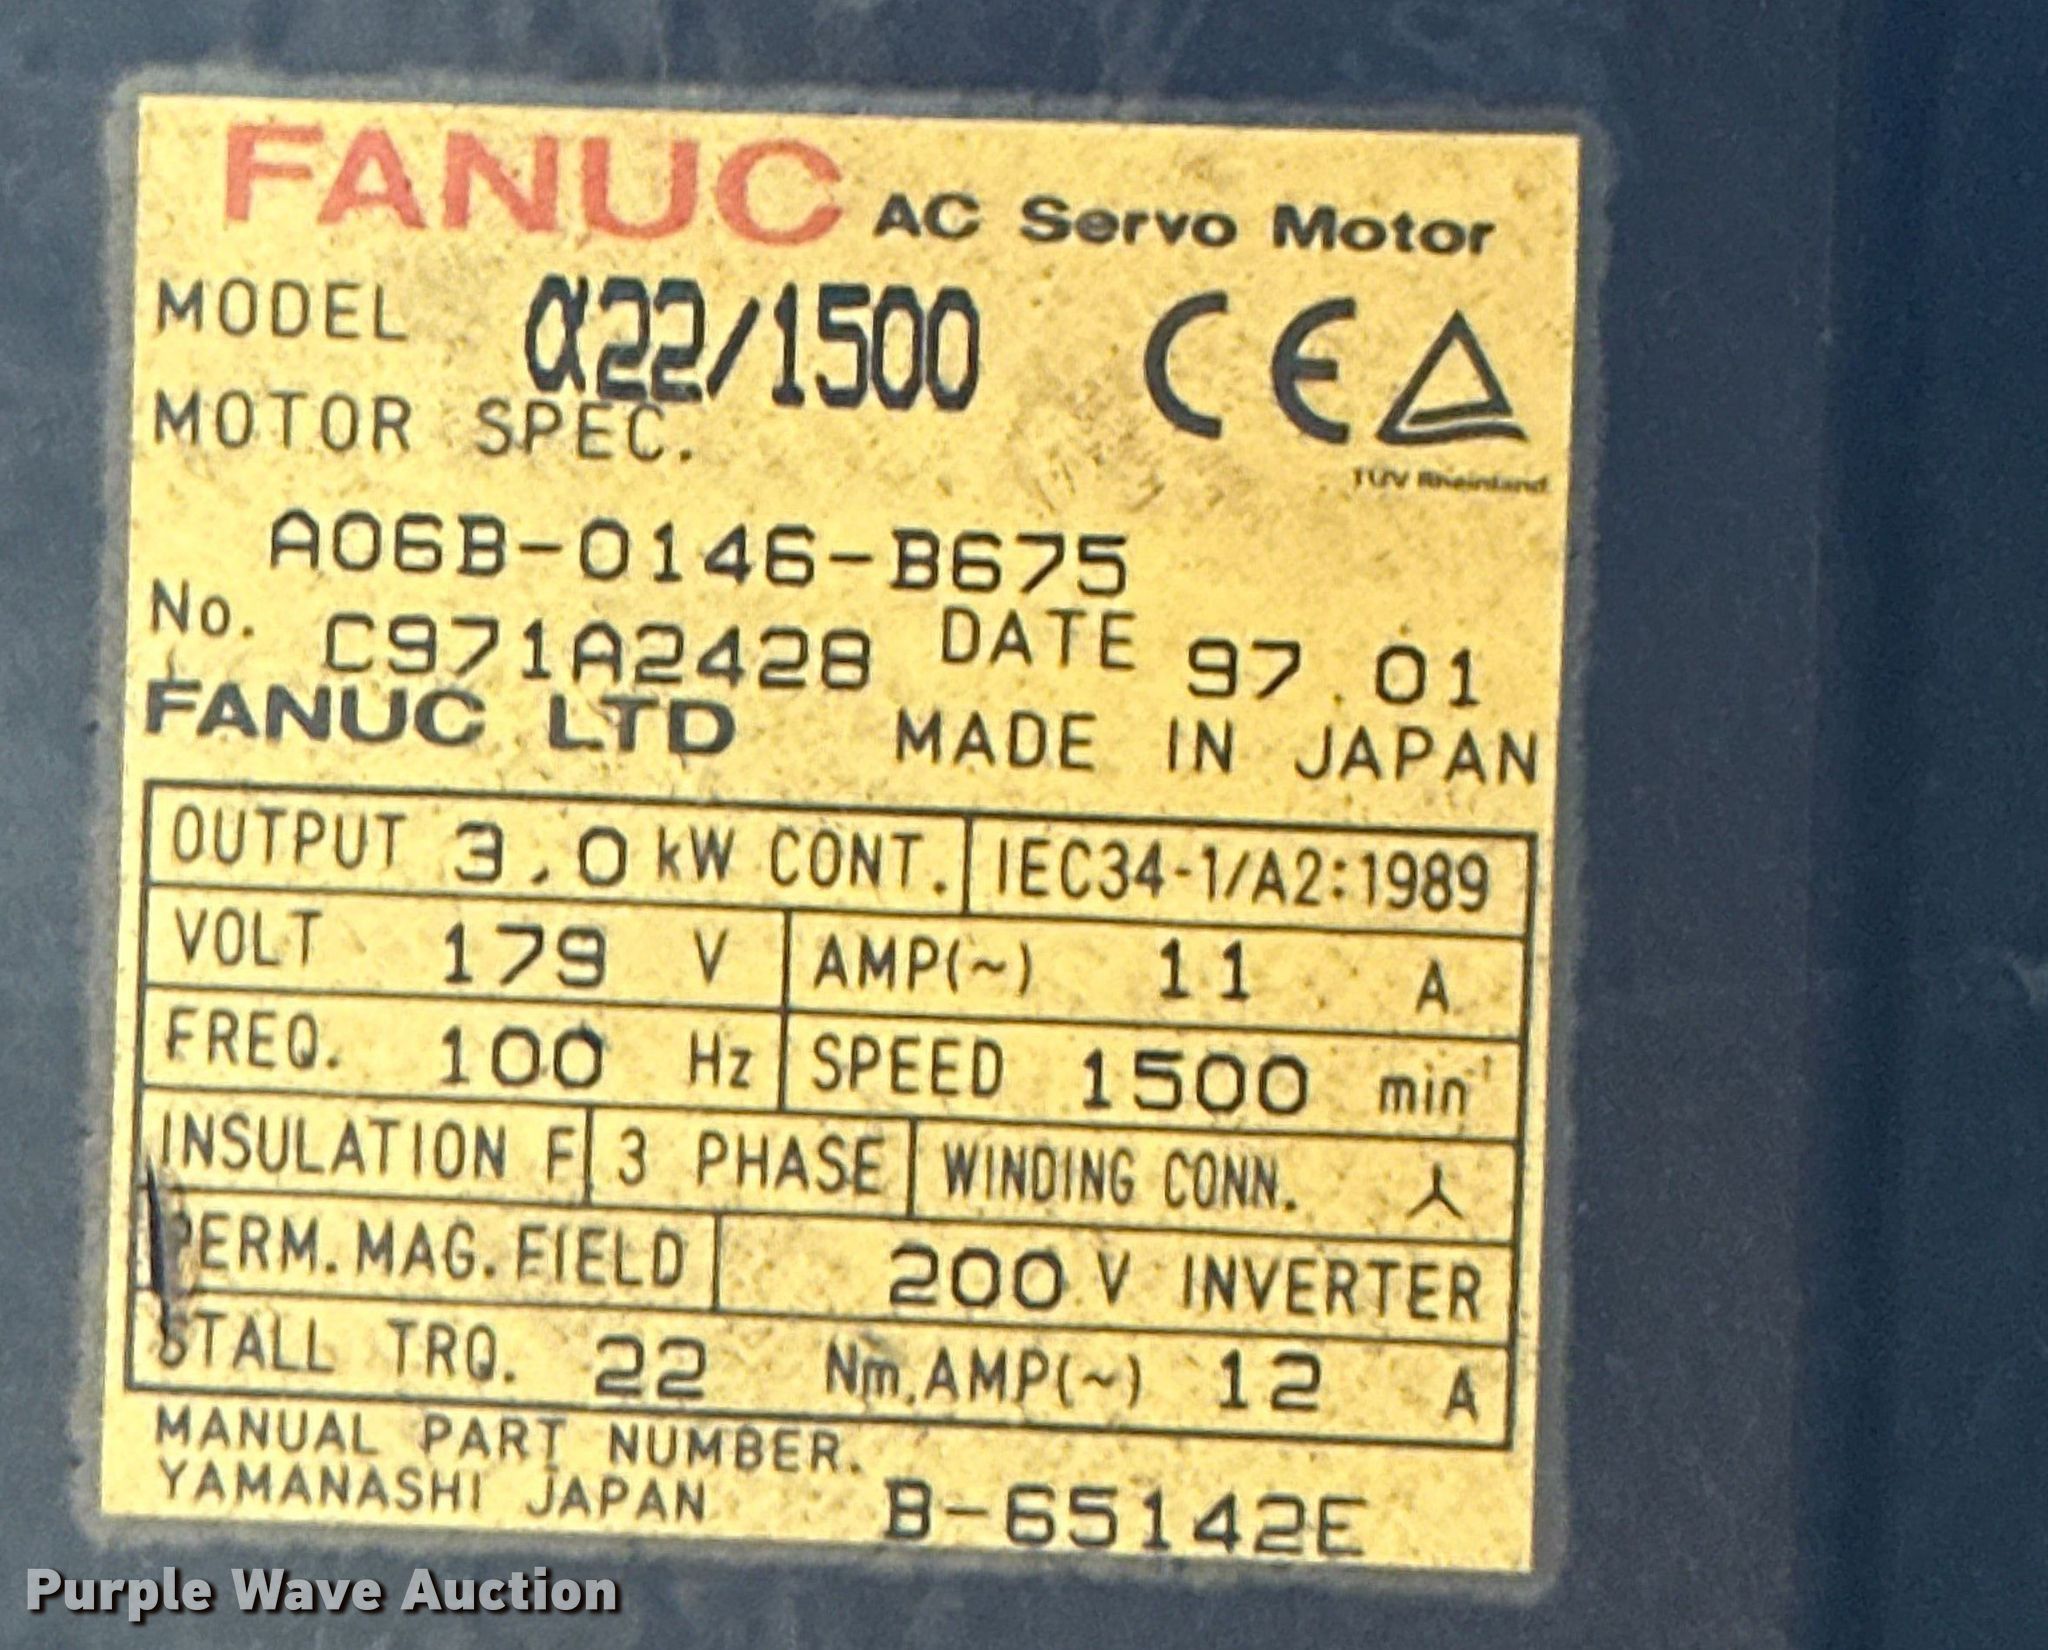 FANUC AC Servo Motor
MODEL α22/1500 CE
MOTOR SPEC.
TÜV Rheinland
A06B-0146-B675
No. C971A2428 DATE 97.01
FANUC LTD MADE IN JAPAN
OUTPUT 3.0 kW CONT. IEC34-1/A2:1989
VOLT 179 V AMP(~) 11 A
FREQ. 100 Hz SPEED 1500 min⁻¹
INSULATION F 3 PHASE WINDING CONN.
PERM.MAG.FIELD 200 V INVERTER
STALL TRQ. 22 Nm.AMP(~) 12 A
MANUAL PART NUMBER.
YAMANASHI JAPAN B-65142E
Purple Wave Auction